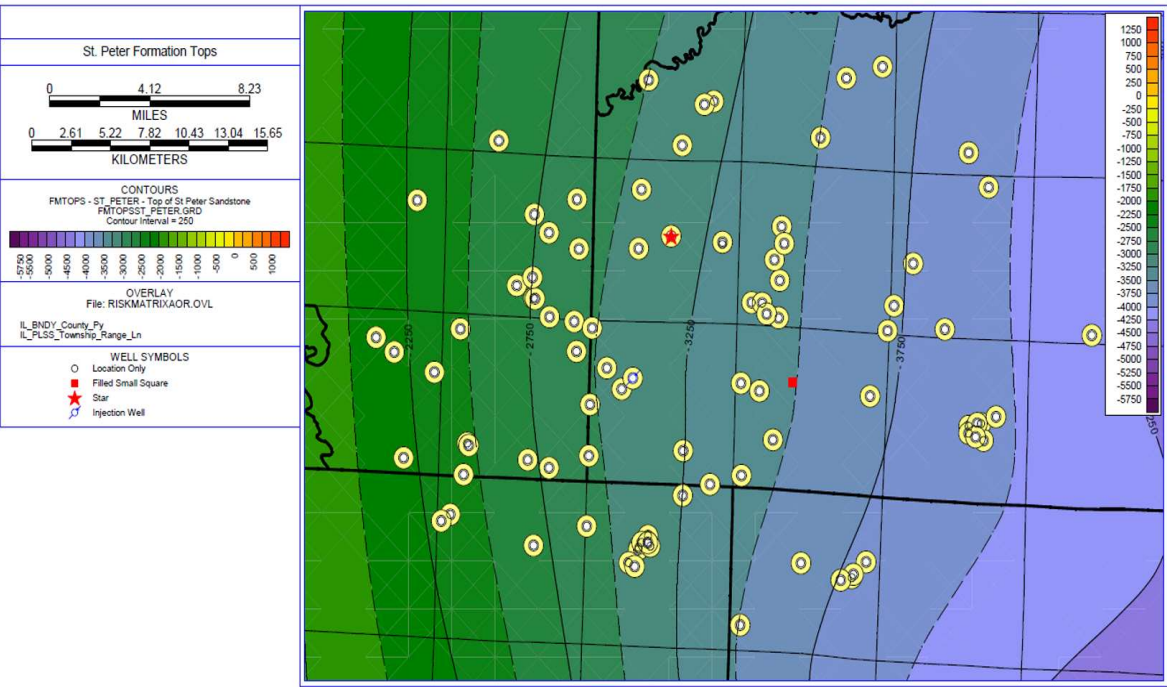 St. Peter Formation Tops
0 4.12 8.23
MILES
0 2.61 5.22 7.82 10.43 13.04 15.65
KILOMETERS
CONTOURS
FMTOPS - ST_PETER - Top of St Peter Sandstone
FMTOPSST_PETER.GRD
Contour Interval = 250
-5750
-5500
-5000
-4500
-4000
-3500
-3000
-2500
-2000
-1500
-1000
-500
0
500
1000
OVERLAY
File: RISKMATRIXAOR.OVL
IL_BNDY_County_Py
IL_PLSS_Township_Range_Ln
WELL SYMBOLS
Location Only
Filled Small Square
Star
Injection Well
-2250
-2750
-3250
-3750
250
1250
1000
750
500
250
0
-250
-500
-750
-1000
-1250
-1500
-1750
-2000
-2250
-2500
-2750
-3000
-3250
-3500
-3750
-4000
-4250
-4500
-4750
-5000
-5250
-5500
-5750